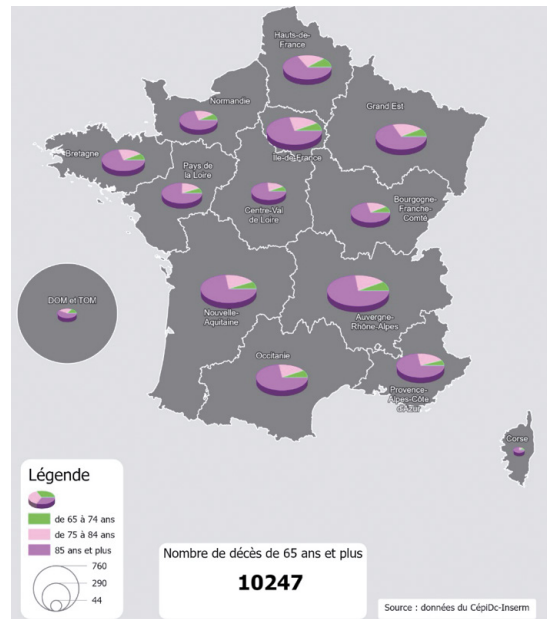 Hauts-de-
France
Normandie
Grand Est
Ile-de-France
Bretagne
Pays de
la Loire
Centre-Val
de Loire
Bourgogne-
Franche-
Comté
DOM et TOM
Nouvelle-
Aquitaine
Auvergne-
Rhône-Alpes
Occitanie
Provence-
Alpes-Côte
d'Azur
Corse
Légende
de 65 à 74 ans
de 75 à 84 ans
85 ans et plus
760
290
44
Nombre de décès de 65 ans et plus
10247
Source : données du CépiDc-Inserm